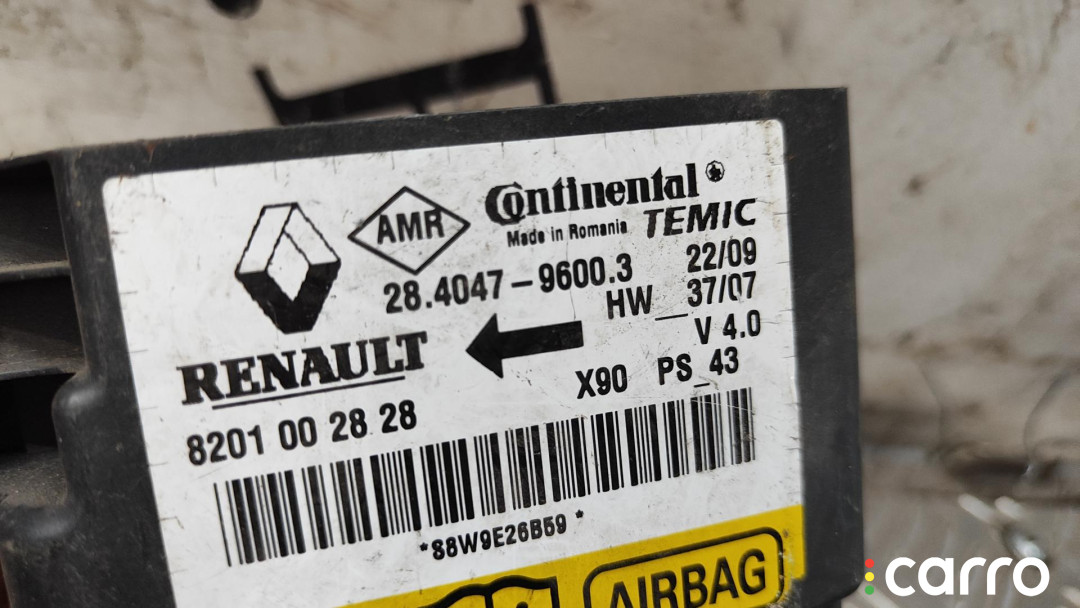 AMR
Continental
Made in Romania TEMIC
28.4047-9600.3 22/09
HW_37/07
V 4.0
RENAULT
X90 PS_43
8201 00 28 28
*S8W9E26B59*
AIRBAG
carro